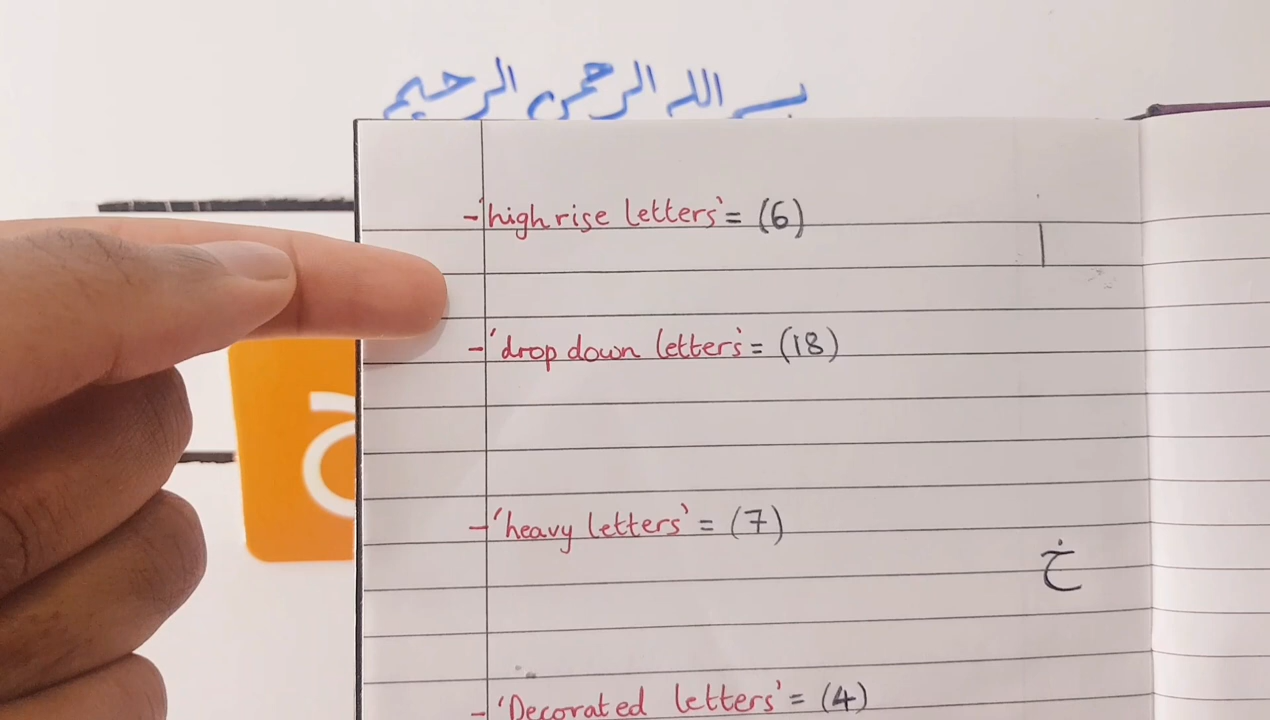 بسم الله الرحمن الرحيم
-'high rise letters' = (6)
ا
-'drop down letters' = (18)
ح
-'heavy letters' = (7)
خ
-'Decorated letters' = (4)